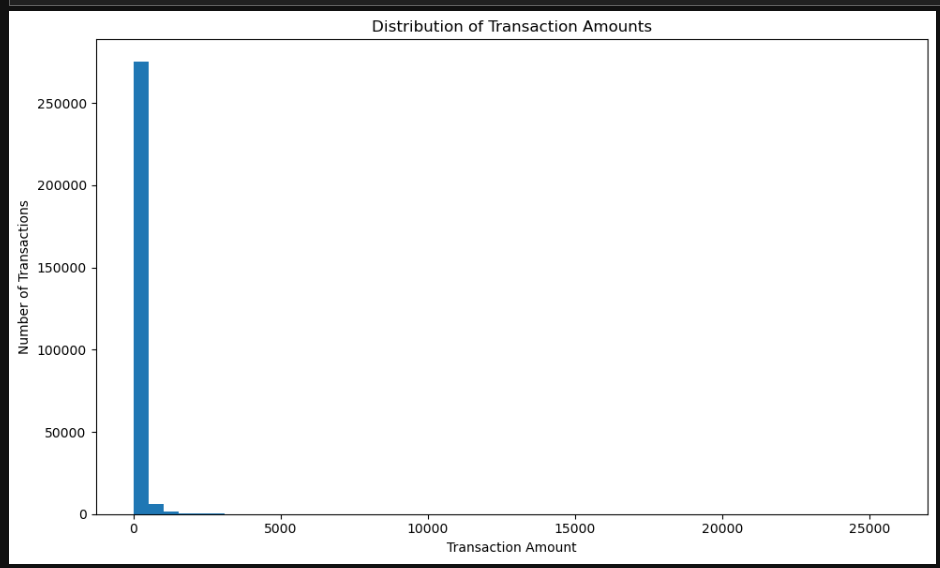 Distribution of Transaction Amounts
250000
200000
150000
100000
50000
0
Number of Transactions
0 5000 10000 15000 20000 25000
Transaction Amount